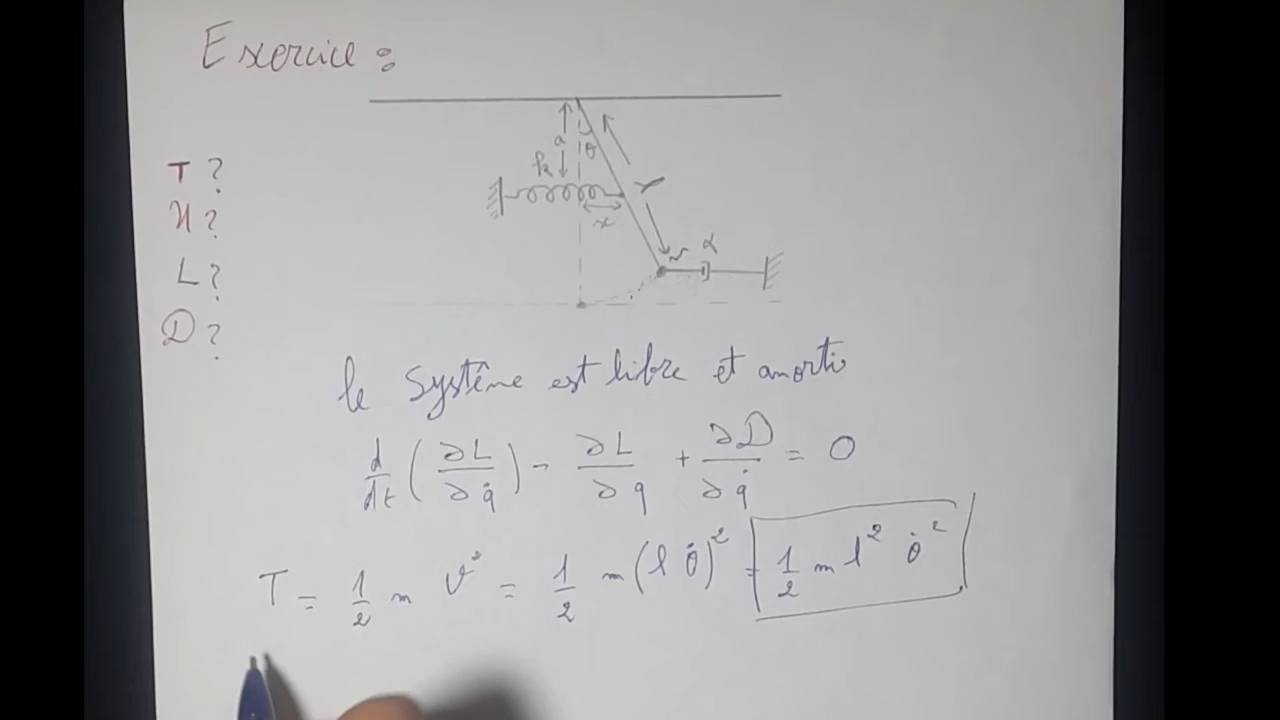 Exercice :
T ?
U ?
L ?
D ?
a
θ
k
l
x
m
α
le Système est libre et amorti
d/dt (∂L/∂q̇) - ∂L/∂q + ∂D/∂q̇ = 0
T = 1/2 m v² = 1/2 m (l θ̇)² = 1/2 m l² θ̇²